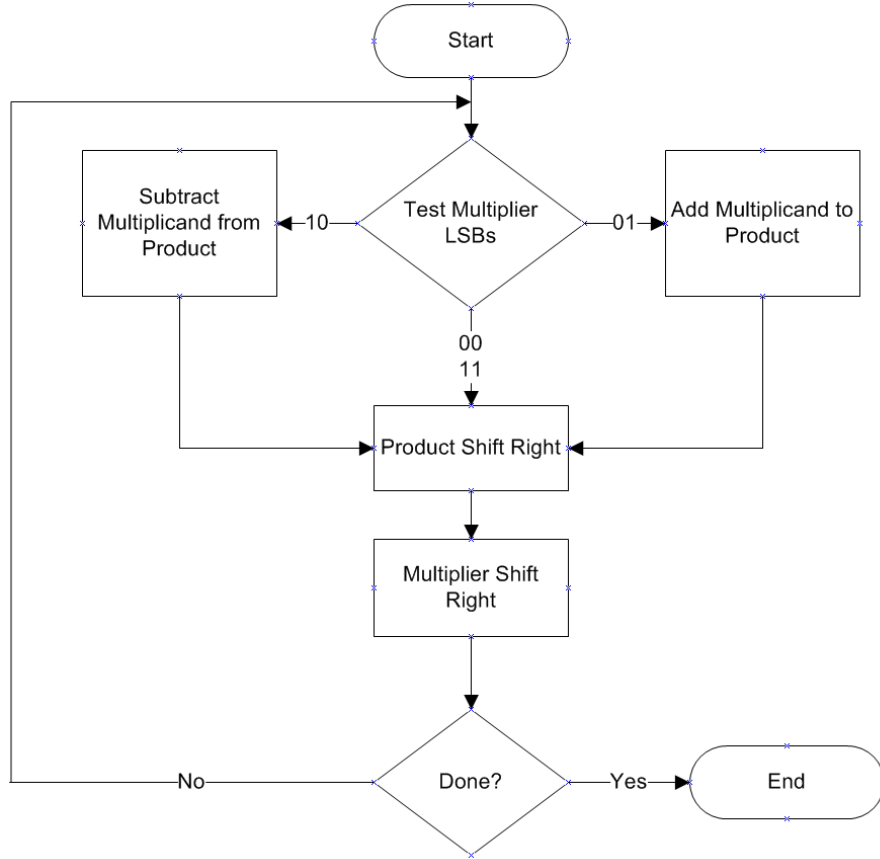 Start
Subtract
Multiplicand from
Product
10
Test Multiplier
LSBs
01
Add Multiplicand to
Product
00
11
Product Shift Right
Multiplier Shift
Right
No
Done?
Yes
End